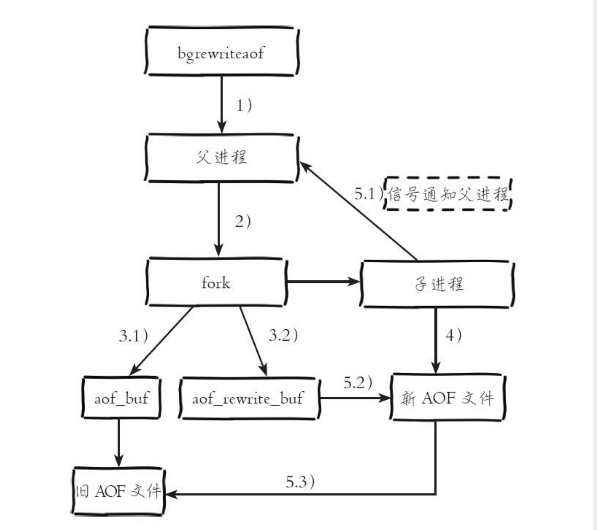 bgrewriteaof
1)
父进程
5.1)信号通知父进程
2)
fork
子进程
3.1)
3.2)
4)
aof_buf
aof_rewrite_buf
5.2)
新 AOF 文件
旧 AOF 文件
5.3)